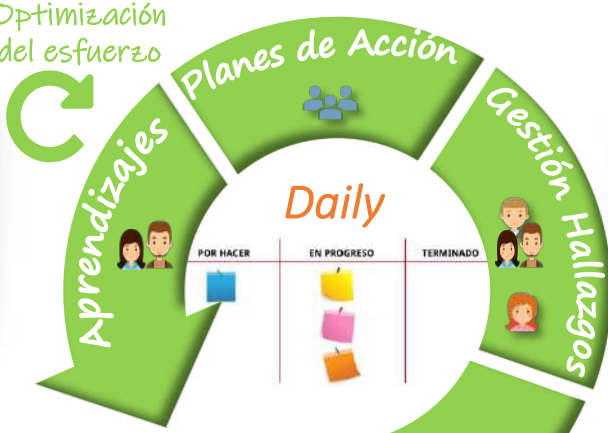 Optimización
del esfuerzo
Planes de Acción
Gestión Hallazgos
Aprendizajes
Daily
POR HACER
EN PROGRESO
TERMINADO